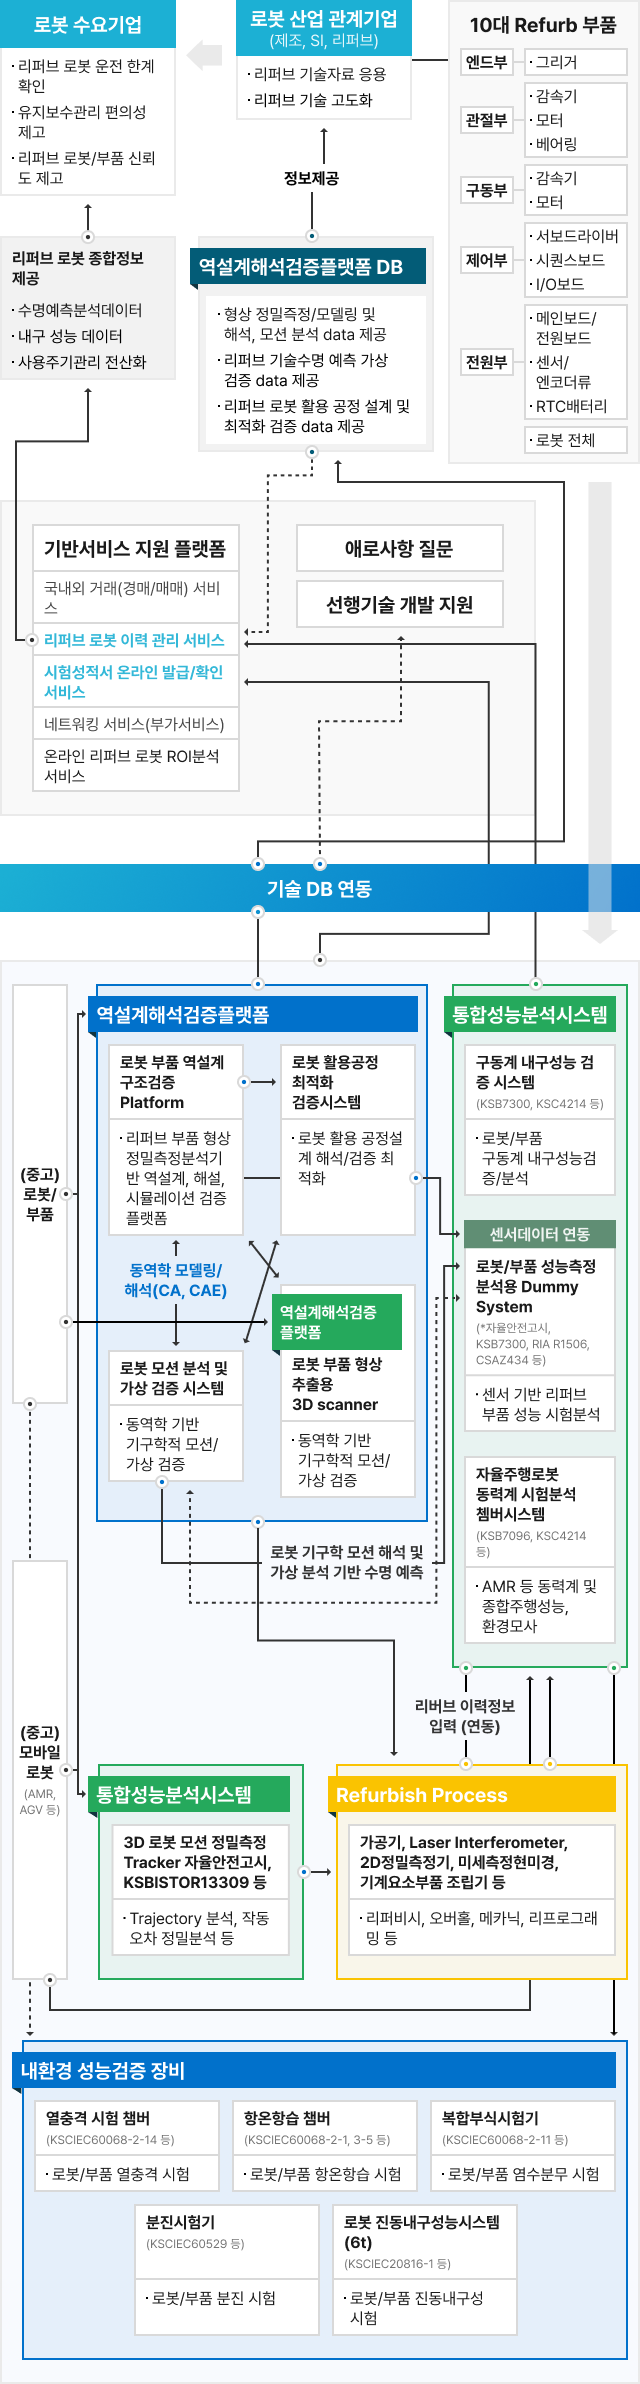 로봇 수요기업
· 리퍼브 로봇 운전 한계
확인
· 유지보수관리 편의성
제고
· 리퍼브 로봇/부품 신뢰
도 제고
로봇 산업 관계기업
(제조, SI, 리퍼브)
· 리퍼브 기술자료 응용
· 리퍼브 기술 고도화
10대 Refurb 부품
엔드부
· 그리거
관절부
· 감속기
· 모터
· 베어링
구동부
· 감속기
· 모터
제어부
· 서보드라이버
· 시퀀스보드
· I/O보드
전원부
· 메인보드/
전원보드
· 센서/
엔코더류
· RTC배터리
· 로봇 전체
정보제공
리퍼브 로봇 종합정보
제공
· 수명예측분석데이터
· 내구 성능 데이터
· 사용주기관리 전산화
역설계해석검증플랫폼 DB
· 형상 정밀측정/모델링 및
해석, 모션 분석 data 제공
· 리퍼브 기술수명 예측 가상
검증 data 제공
· 리퍼브 로봇 활용 공정 설계 및
최적화 검증 data 제공
기반서비스 지원 플랫폼
국내외 거래(경매/매매) 서비
스
리퍼브 로봇 이력 관리 서비스
시험성적서 온라인 발급/확인
서비스
네트워킹 서비스(부가서비스)
온라인 리퍼브 로봇 ROI분석
서비스
애로사항 질문
선행기술 개발 지원
기술 DB 연동
(중고)
로봇/
부품
역설계해석검증플랫폼
로봇 부품 역설계
구조검증
Platform
· 리퍼브 부품 형상
정밀측정분석기
반 역설계, 해설,
시뮬레이션 검증
플랫폼
로봇 활용공정
최적화
검증시스템
· 로봇 활용 공정설
계 해석/검증 최
적화
동역학 모델링/
해석(CA, CAE)
로봇 모션 분석 및
가상 검증 시스템
· 동역학 기반
기구학적 모션/
가상 검증
역설계해석검증
플랫폼
로봇 부품 형상
추출용
3D scanner
· 동역학 기반
기구학적 모션/
가상 검증
통합성능분석시스템
구동계 내구성능 검
증 시스템
(KSB7300, KSC4214 등)
· 로봇/부품
구동계 내구성능검
증/분석
센서데이터 연동
로봇/부품 성능측정
분석용 Dummy
System
(*자율안전고시,
KSB7300, RIA R1506,
CSAZ434 등)
· 센서 기반 리퍼브
부품 성능 시험분석
자율주행로봇
동력계 시험분석
쳄버시스템
(KSB7096, KSC4214
등)
· AMR 등 동력계 및
종합주행성능,
환경모사
로봇 기구학 모션 해석 및
가상 분석 기반 수명 예측
리버브 이력정보
입력 (연동)
(중고)
모바일
로봇
(AMR,
AGV 등)
통합성능분석시스템
3D 로봇 모션 정밀측정
Tracker 자율안전고시,
KSBISTOR13309 등
· Trajectory 분석, 작동
오차 정밀분석 등
Refurbish Process
가공기, Laser Interferometer,
2D정밀측정기, 미세측정현미경,
기계요소부품 조립기 등
· 리퍼비시, 오버홀, 메카닉, 리프로그래
밍 등
내환경 성능검증 장비
열충격 시험 챔버
(KSCIEC60068-2-14 등)
· 로봇/부품 열충격 시험
항온항습 챔버
(KSCIEC60068-2-1, 3-5 등)
· 로봇/부품 항온항습 시험
복합부식시험기
(KSCIEC60068-2-11 등)
· 로봇/부품 염수분무 시험
분진시험기
(KSCIEC60529 등)
· 로봇/부품 분진 시험
로봇 진동내구성능시스템
(6t)
(KSCIEC20816-1 등)
· 로봇/부품 진동내구성
시험